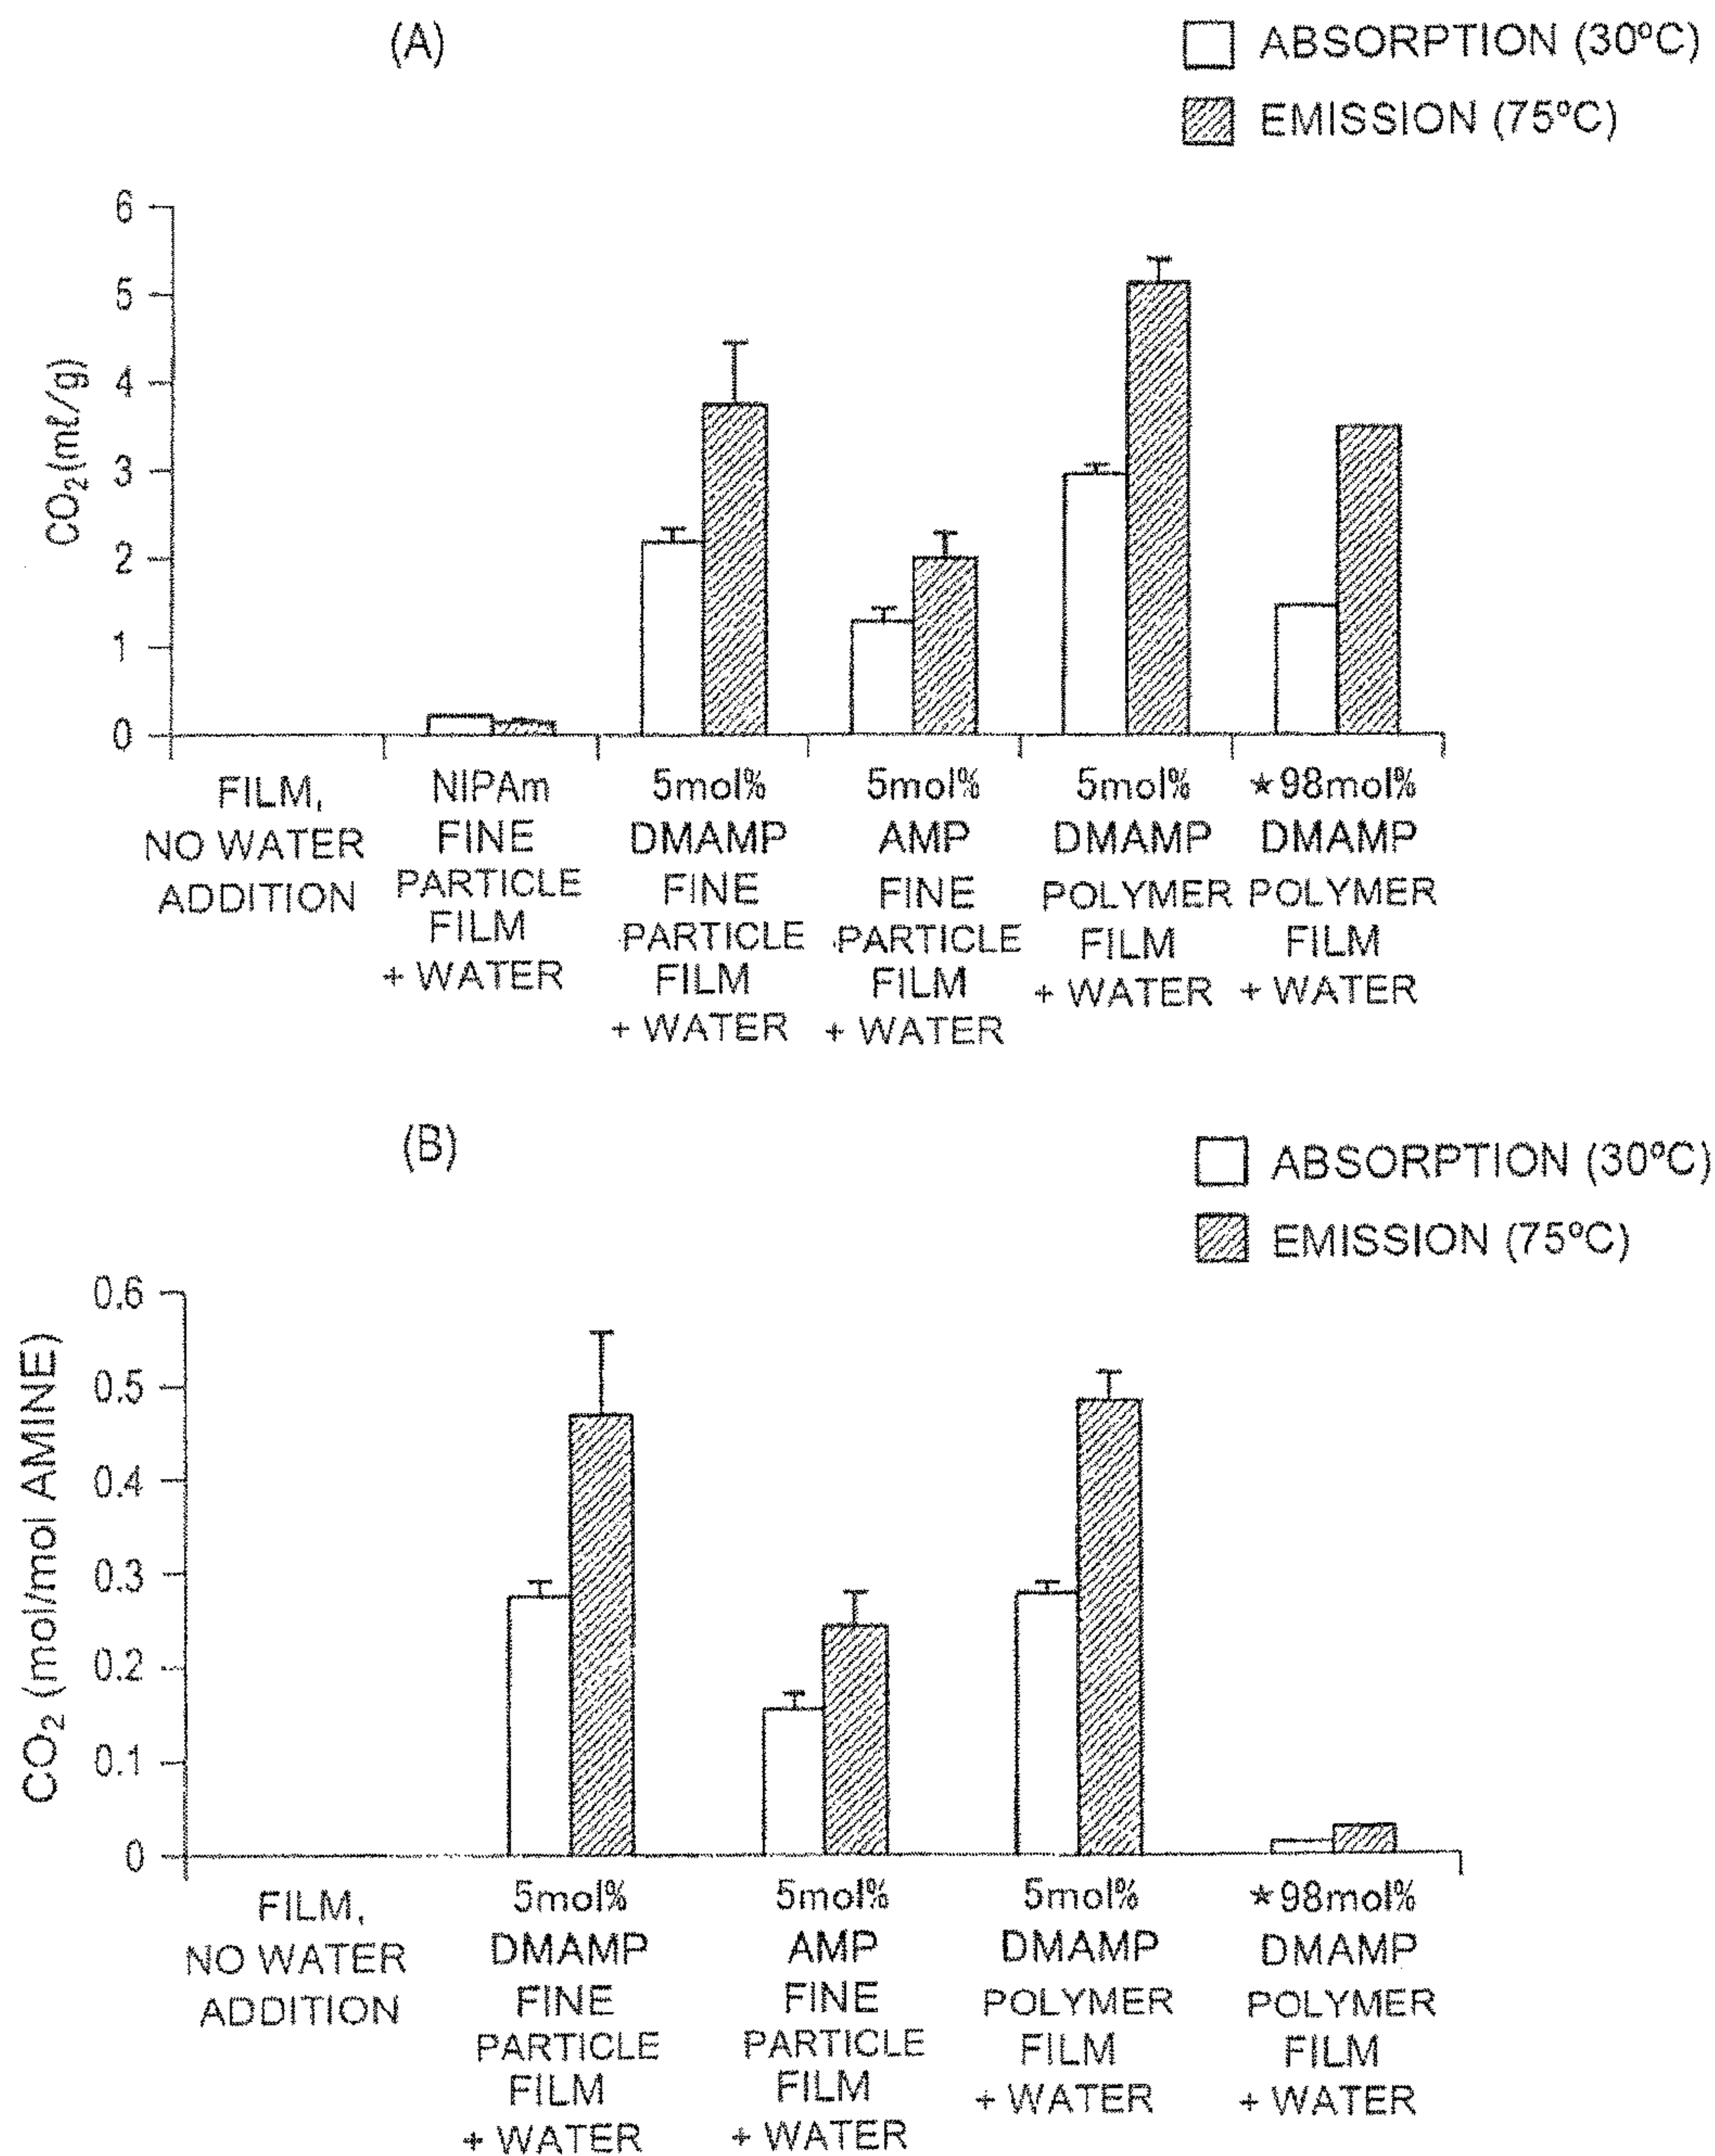 (A)
ABSORPTION (30ºC)
EMISSION (75ºC)
CO₂(mℓ/g)
6
5
4
3
2
1
0
FILM,
NO WATER
ADDITION
NIPAm
FINE
PARTICLE
FILM
+ WATER
5mol%
DMAMP
FINE
PARTICLE
FILM
+ WATER
5mol%
AMP
FINE
PARTICLE
FILM
+ WATER
5mol%
DMAMP
POLYMER
FILM
+ WATER
★98mol%
DMAMP
POLYMER
FILM
+ WATER
(B)
ABSORPTION (30ºC)
EMISSION (75ºC)
CO₂ (mol/mol AMINE)
0.6
0.5
0.4
0.3
0.2
0.1
0
FILM,
NO WATER
ADDITION
5mol%
DMAMP
FINE
PARTICLE
FILM
+ WATER
5mol%
AMP
FINE
PARTICLE
FILM
+ WATER
5mol%
DMAMP
POLYMER
FILM
+ WATER
★98mol%
DMAMP
POLYMER
FILM
+ WATER